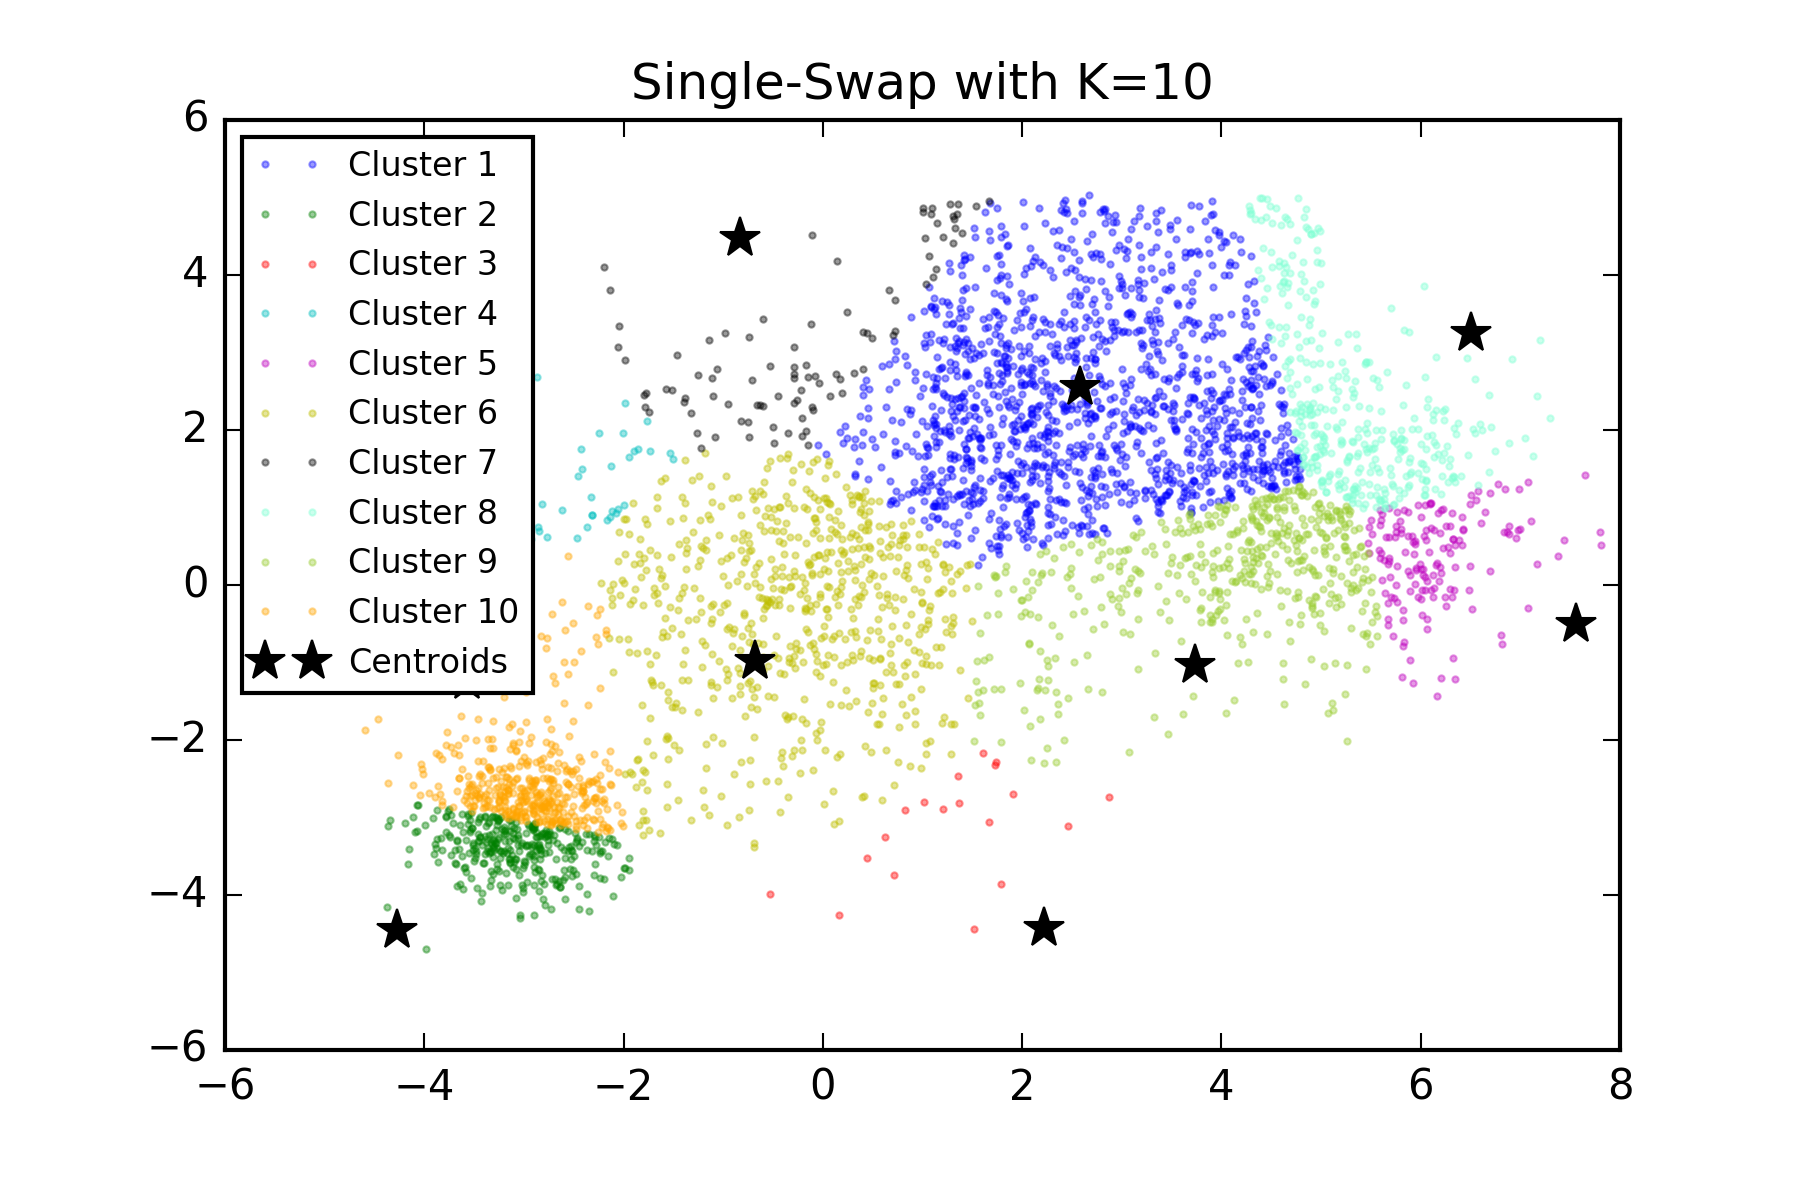 Single-Swap with K=10
6
4
2
0
−2
−4
−6
Cluster 1
Cluster 2
Cluster 3
Cluster 4
Cluster 5
Cluster 6
Cluster 7
Cluster 8
Cluster 9
Cluster 10
Centroids
−6 −4 −2 0 2 4 6 8